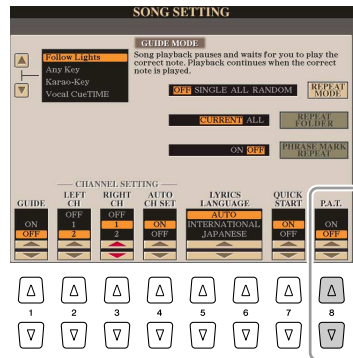 SONG SETTING
GUIDE MODE
Follow Lights
Any Key
Karao-Key
Vocal CueTIME
Song playback pauses and waits for you to play the
correct note. Playback continues when the correct
note is played.
OFF SINGLE ALL RANDOM
REPEAT
MODE
CURRENT ALL
REPEAT
FOLDER
ON OFF
PHRASE MARK
REPEAT
CHANNEL SETTING
GUIDE
LEFT
CH
RIGHT
CH
AUTO
CH SET
LYRICS
LANGUAGE
QUICK
START
P.A.T.
ON
OFF
OFF
1
2
OFF
1
2
ON
OFF
AUTO
INTERNATIONAL
JAPANESE
ON
OFF
ON
OFF
1 2 3 4 5 6 7 8